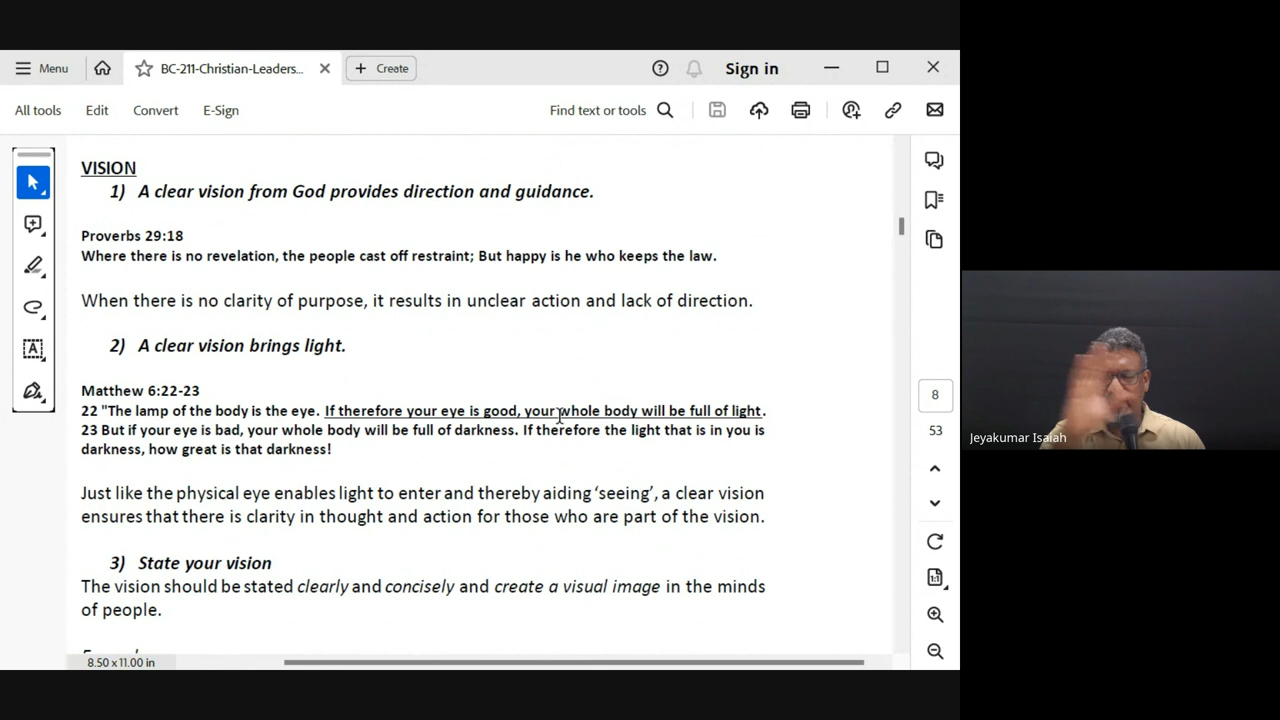 Menu
BC-211-Christian-Leaders...
Create
Sign in
All tools
Edit
Convert
E-Sign
Find text or tools
VISION
1) A clear vision from God provides direction and guidance.
Proverbs 29:18
Where there is no revelation, the people cast off restraint; But happy is he who keeps the law.
When there is no clarity of purpose, it results in unclear action and lack of direction.
2) A clear vision brings light.
Matthew 6:22-23
22 "The lamp of the body is the eye. If therefore your eye is good, your whole body will be full of light.
23 But if your eye is bad, your whole body will be full of darkness. If therefore the light that is in you is
darkness, how great is that darkness!
Just like the physical eye enables light to enter and thereby aiding ‘seeing’, a clear vision
ensures that there is clarity in thought and action for those who are part of the vision.
3) State your vision
The vision should be stated clearly and concisely and create a visual image in the minds
of people.
8.50 x 11.00 in
8
53
1:1
Jeyakumar Isaiah